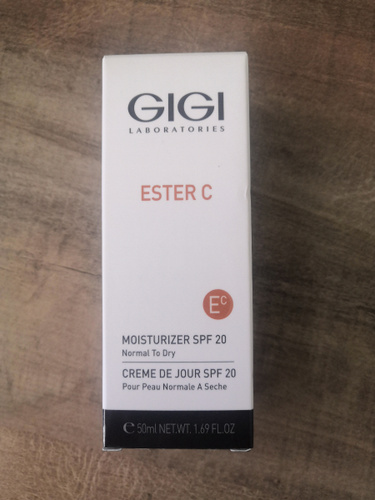 GIGI
LABORATORIES
ESTER C
EC
MOISTURIZER SPF 20
Normal To Dry
CREME DE JOUR SPF 20
Pour Peau Normale A Seche
℮ 50ml NET.WT. 1.69 FL.OZ